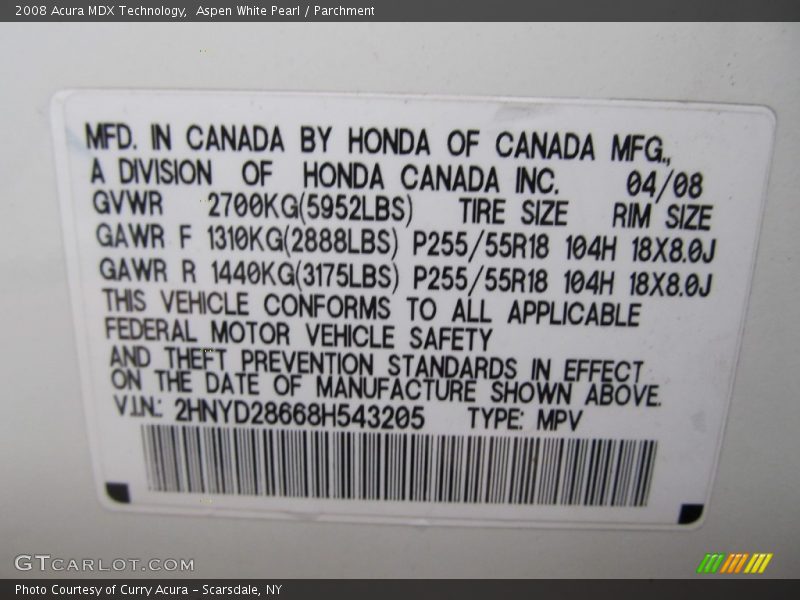 2008 Acura MDX Technology,  Aspen White Pearl / Parchment
MFD. IN CANADA BY HONDA OF CANADA MFG.,
A DIVISION OF HONDA CANADA INC. 04/08
GVWR 2700KG(5952LBS) TIRE SIZE RIM SIZE
GAWR F 1310KG(2888LBS) P255/55R18 104H 18X8.0J
GAWR R 1440KG(3175LBS) P255/55R18 104H 18X8.0J
THIS VEHICLE CONFORMS TO ALL APPLICABLE
FEDERAL MOTOR VEHICLE SAFETY
AND THEFT PREVENTION STANDARDS IN EFFECT
ON THE DATE OF MANUFACTURE SHOWN ABOVE.
V.I.N.: 2HNYD28668H543205 TYPE: MPV
GTCARLOT.COM
Photo Courtesy of Curry Acura – Scarsdale, NY